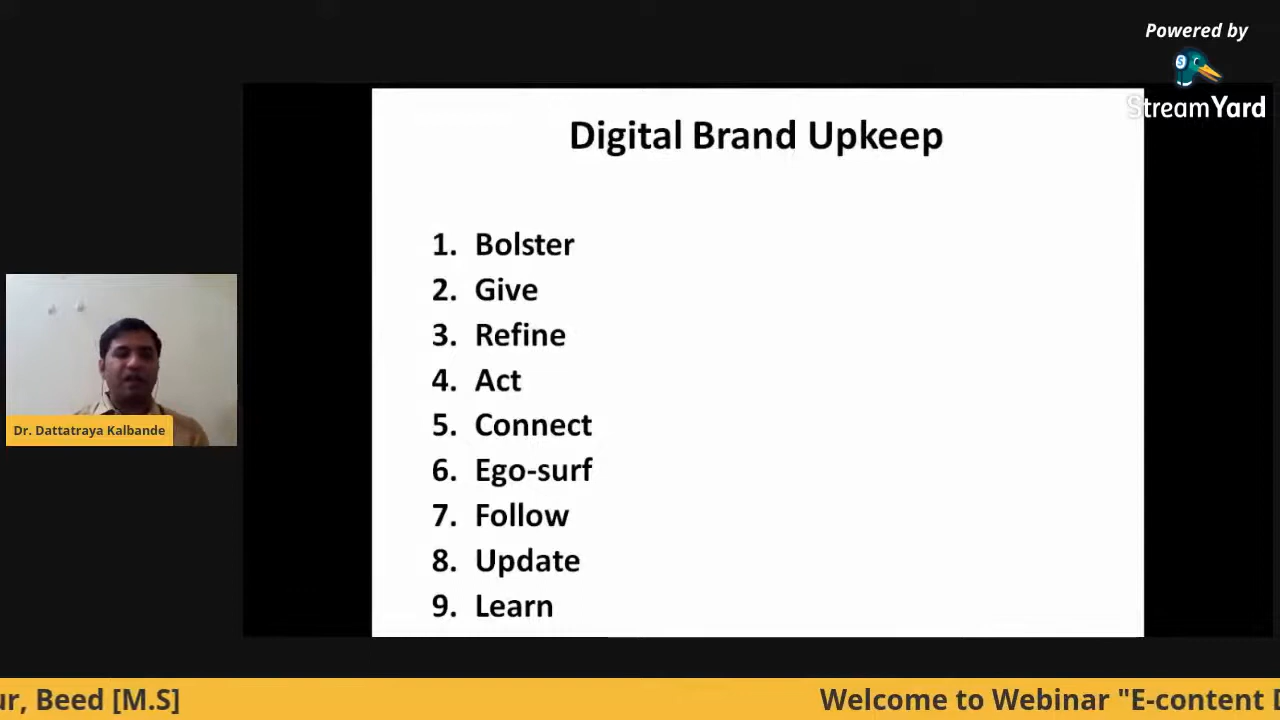 Powered by
StreamYard
Digital Brand Upkeep
1. Bolster
2. Give
3. Refine
4. Act
5. Connect
6. Ego-surf
7. Follow
8. Update
9. Learn
Dr. Dattatraya Kalbande
ur, Beed [M.S]
Welcome to Webinar "E-content